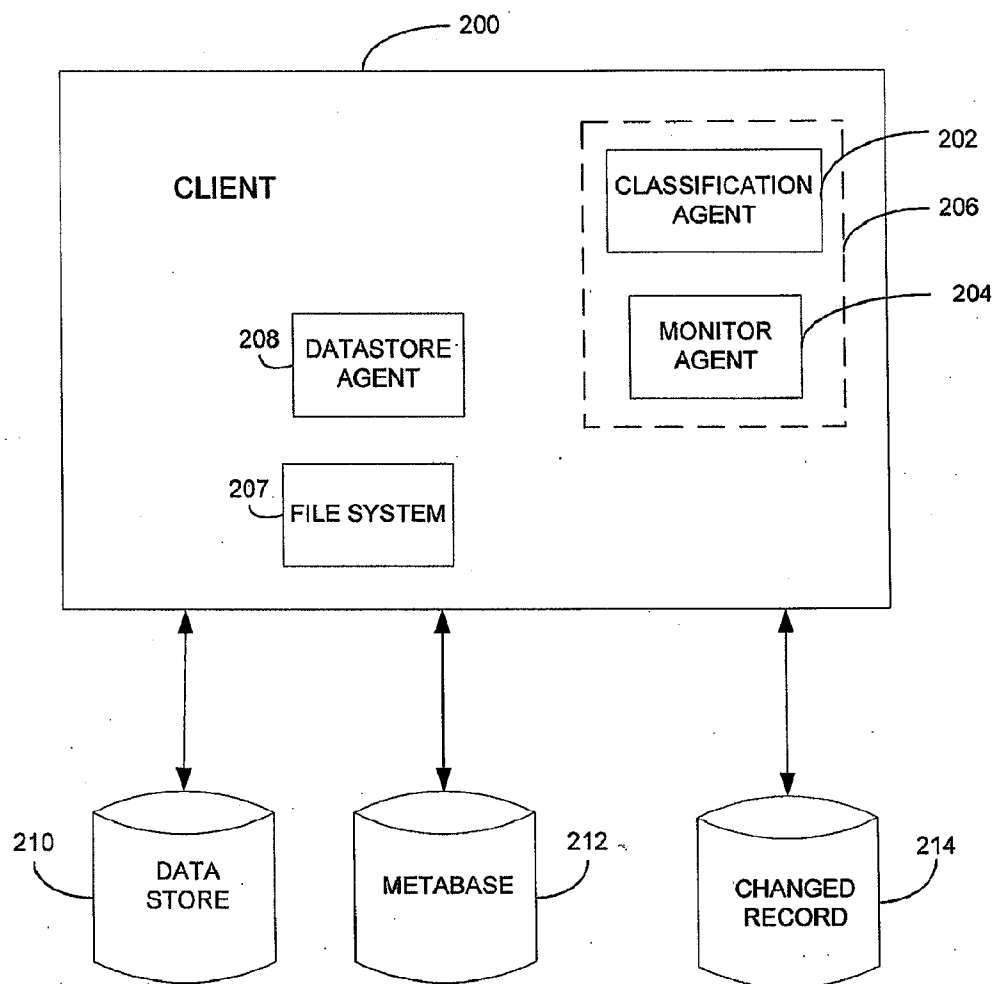 200
CLIENT
CLASSIFICATION
AGENT
202
206
MONITOR
AGENT
204
208
DATASTORE
AGENT
207
FILE SYSTEM
210
DATA
STORE
METABASE
212
CHANGED
RECORD
214